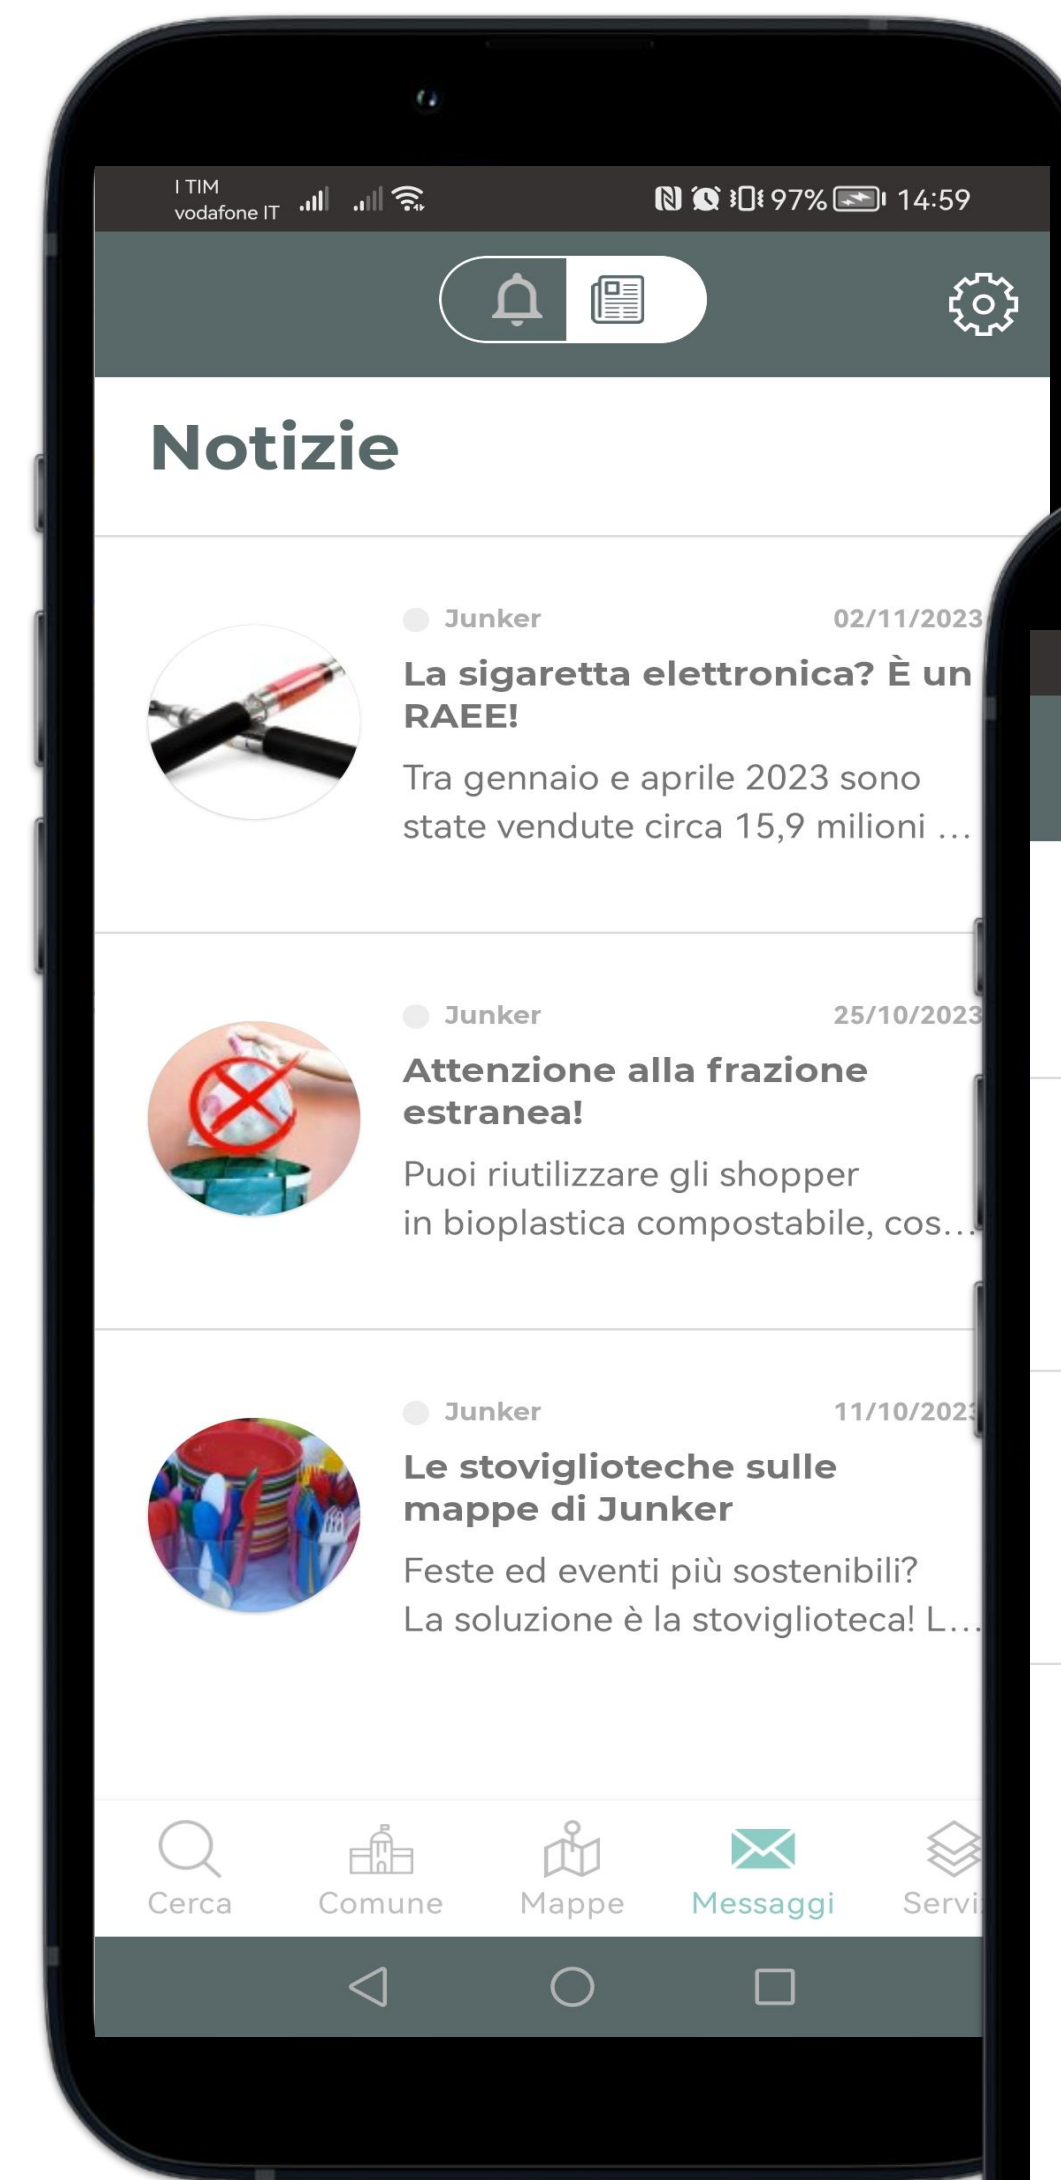 I TIM
vodafone IT
97%
14:59
Notizie
Junker
02/11/2023
La sigaretta elettronica? È un
RAEE!
Tra gennaio e aprile 2023 sono
state vendute circa 15,9 milioni ...
Junker
25/10/2023
Attenzione alla frazione
estranea!
Puoi riutilizzare gli shopper
in bioplastica compostabile, cos...
Junker
11/10/2023
Le stoviglioteche sulle
mappe di Junker
Feste ed eventi più sostenibili?
La soluzione è la stoviglioteca! L...
Cerca
Comune
Mappe
Messaggi